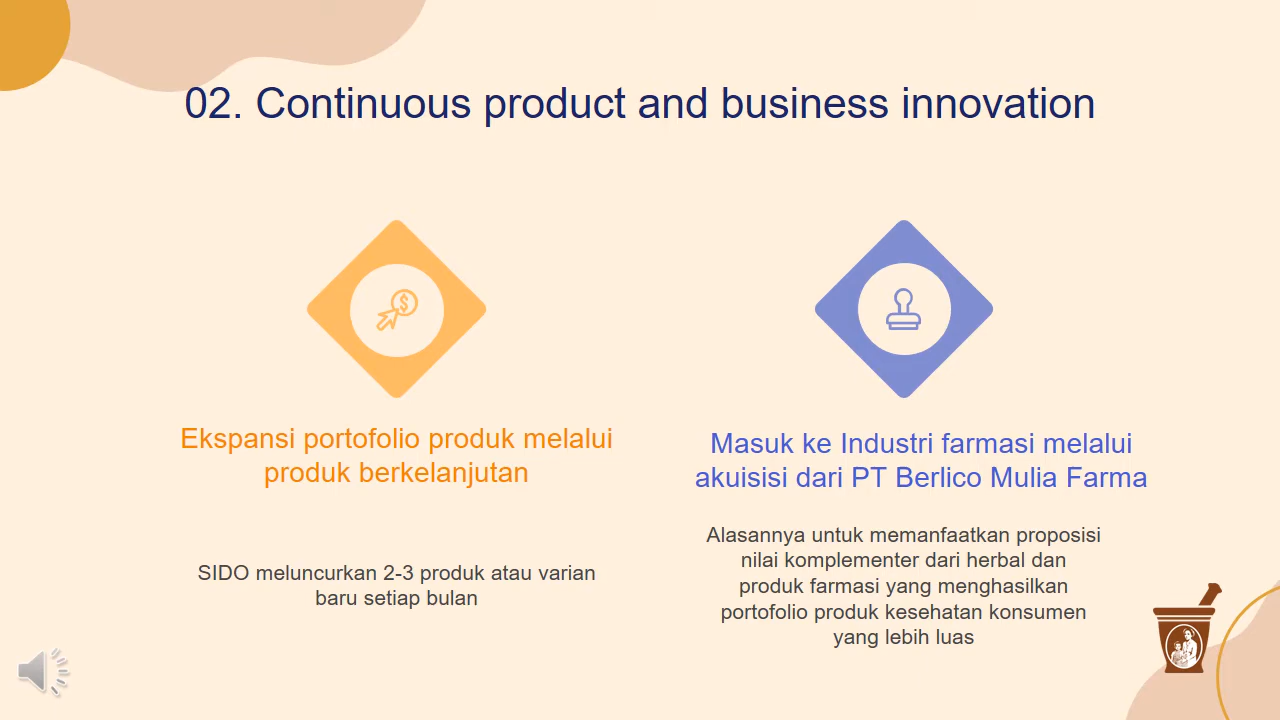 02. Continuous product and business innovation
Ekspansi portofolio produk melalui
produk berkelanjutan
SIDO meluncurkan 2-3 produk atau varian
baru setiap bulan
Masuk ke Industri farmasi melalui
akuisisi dari PT Berlico Mulia Farma
Alasannya untuk memanfaatkan proposisi
nilai komplementer dari herbal dan
produk farmasi yang menghasilkan
portofolio produk kesehatan konsumen
yang lebih luas